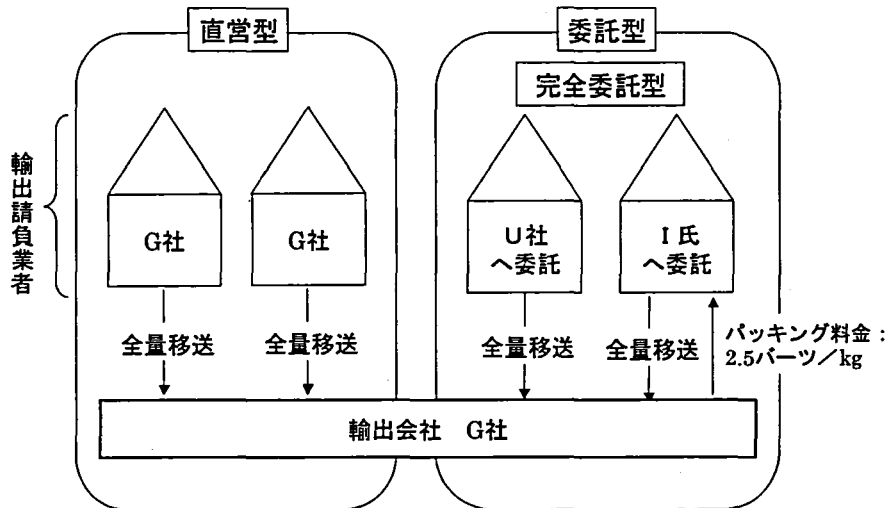 直営型
委託型
完全委託型
輸出請負業者
G社
G社
U社
へ委託
I氏
へ委託
全量移送
全量移送
全量移送
全量移送
パッキング料金：
2.5バーツ／kg
輸出会社　G社